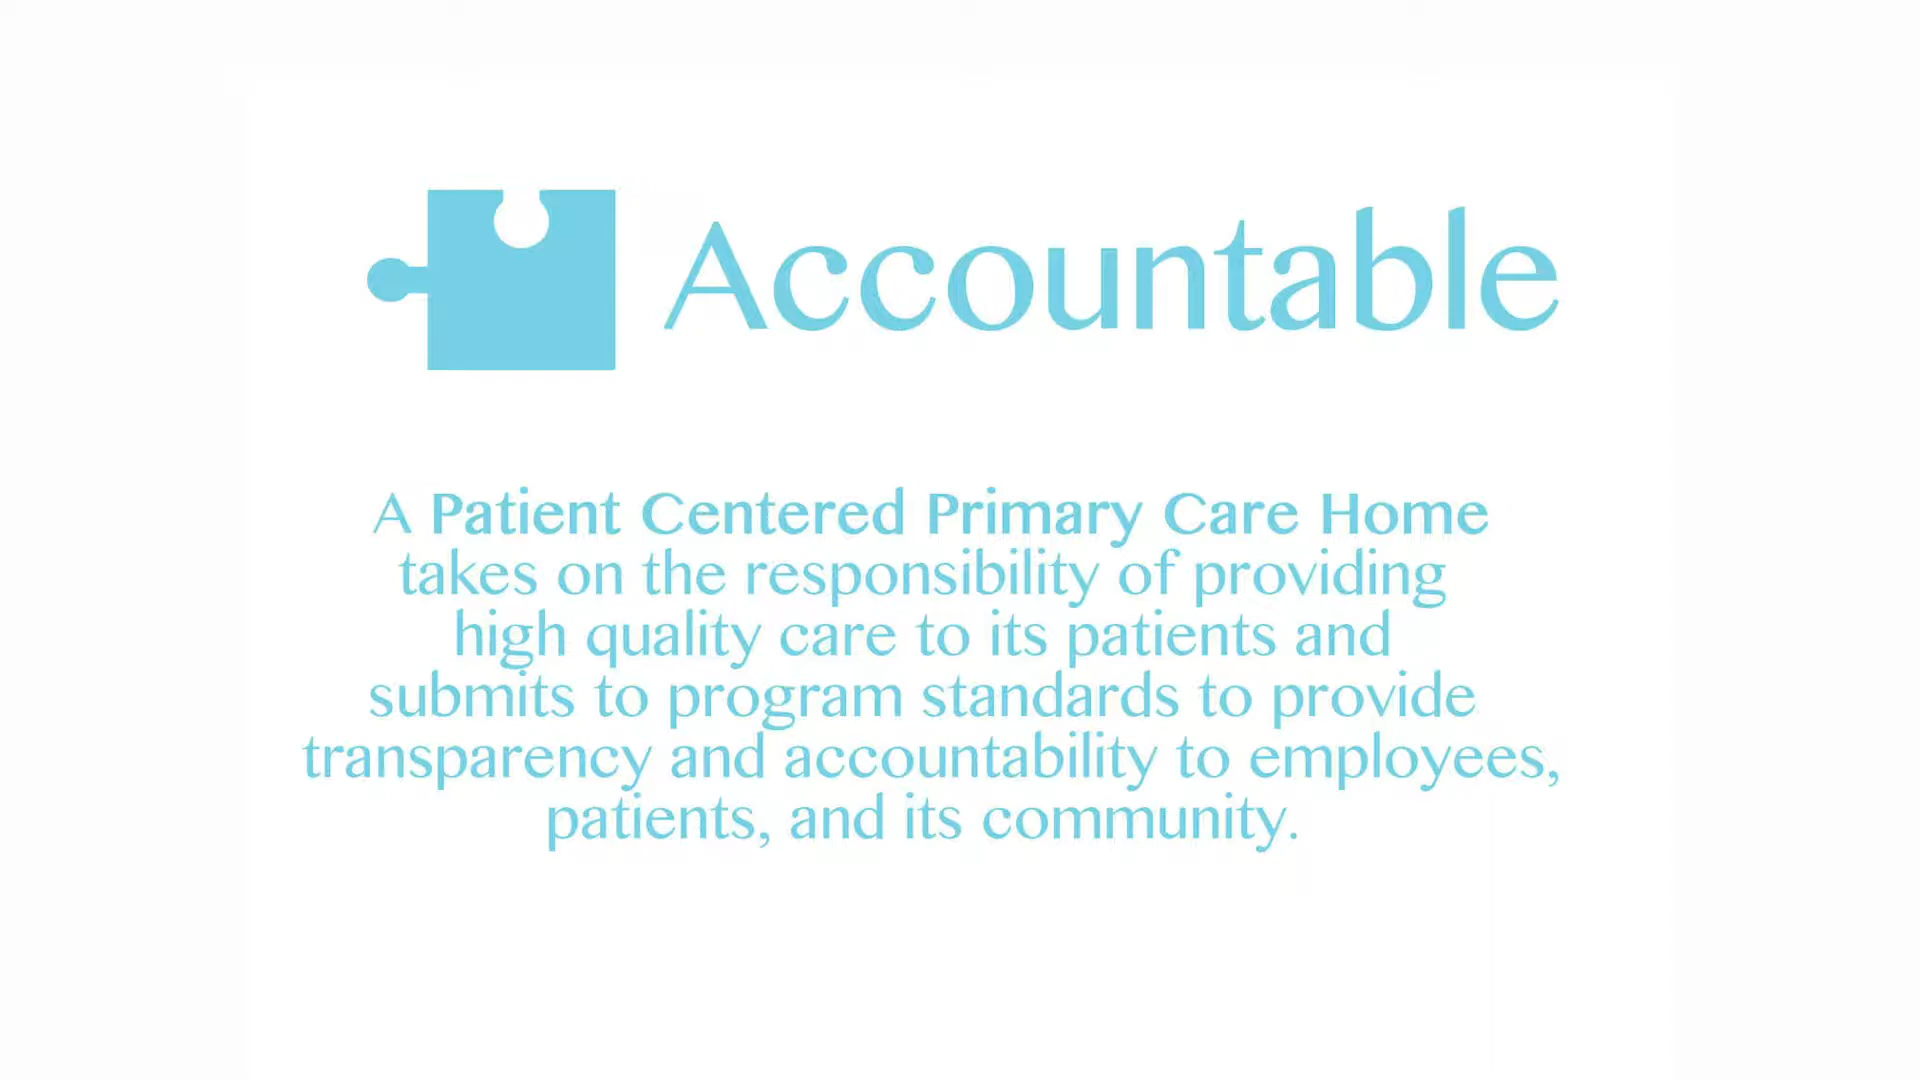 Accountable
A Patient Centered Primary Care Home
takes on the responsibility of providing
high quality care to its patients and
submits to program standards to provide
transparency and accountability to employees,
patients, and its community.